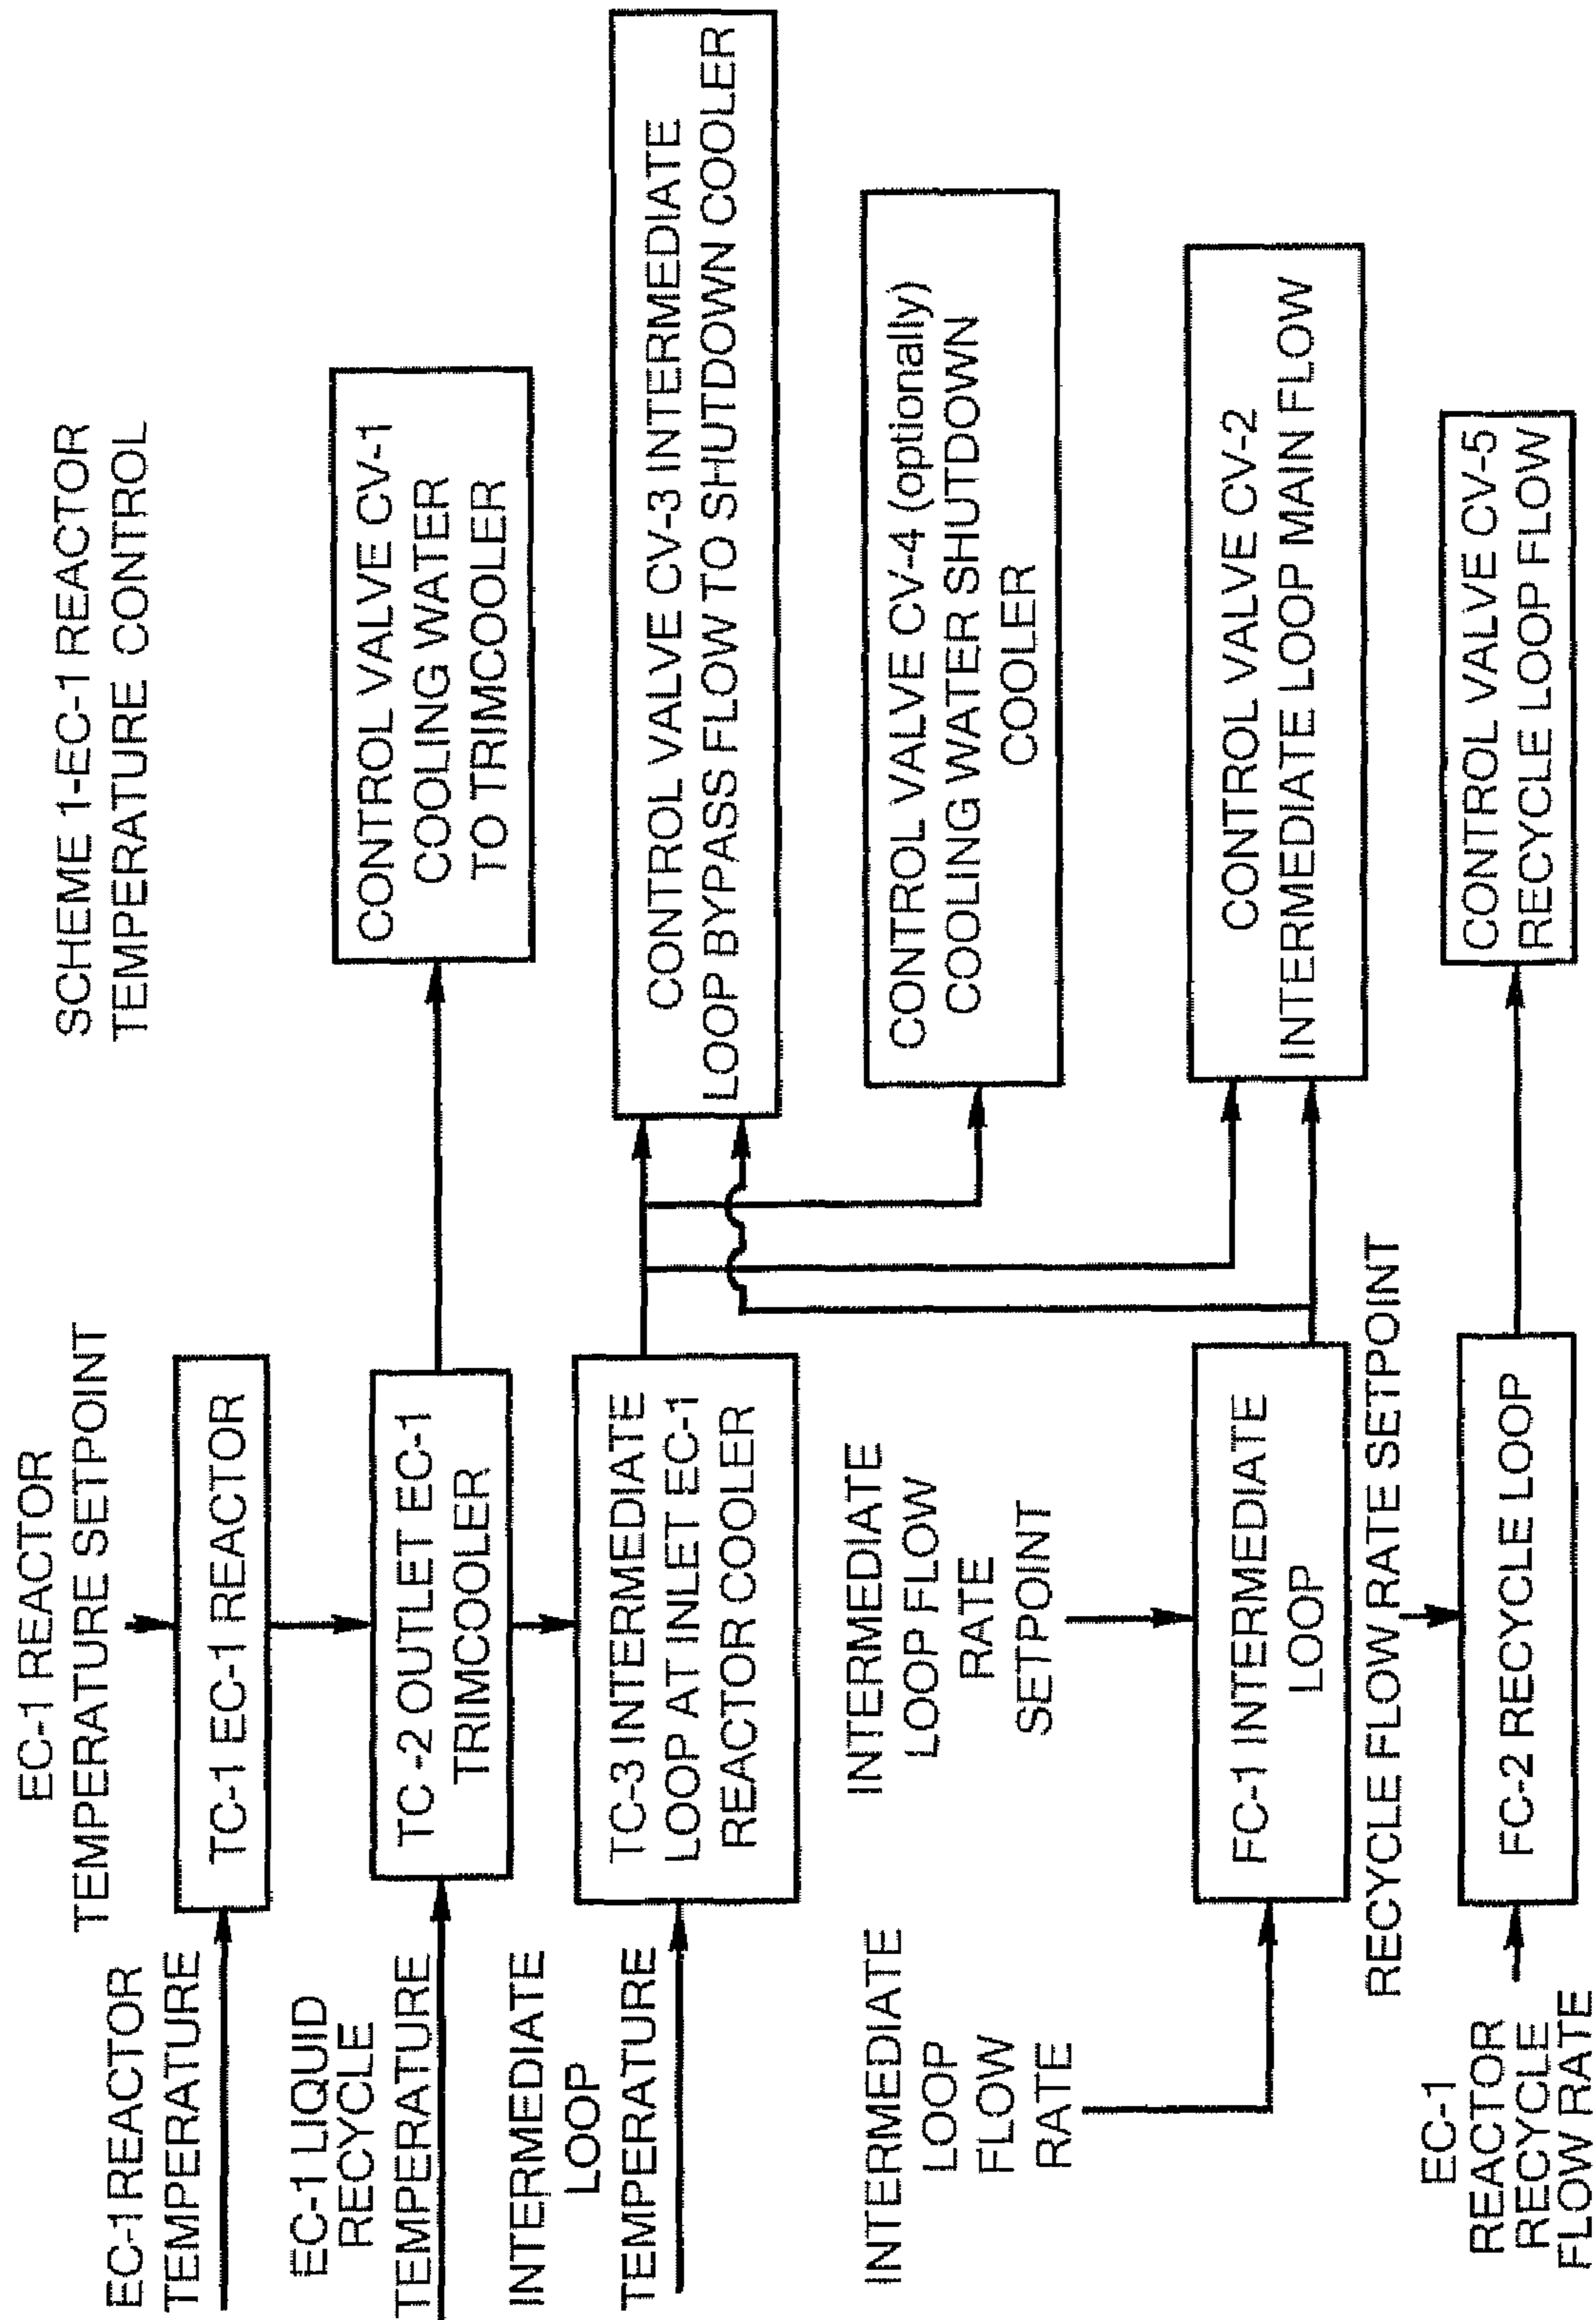 SCHEME 1-EC-1 REACTOR
TEMPERATURE CONTROL
EC-1 REACTOR
TEMPERATURE SETPOINT
EC-1 REACTOR
TEMPERATURE
TC-1 EC-1 REACTOR
EC-1 LIQUID
RECYCLE
TEMPERATURE
TC -2 OUTLET EC-1
TRIMCOOLER
CONTROL VALVE CV-1
COOLING WATER
TO TRIMCOOLER
INTERMEDIATE
LOOP
TEMPERATURE
TC-3 INTERMEDIATE
LOOP AT INLET EC-1
REACTOR COOLER
CONTROL VALVE CV-3 INTERMEDIATE
LOOP BYPASS FLOW TO SHUTDOWN COOLER
CONTROL VALVE CV-4 (optionally)
COOLING WATER SHUTDOWN
COOLER
INTERMEDIATE
LOOP FLOW
RATE
SETPOINT
INTERMEDIATE
LOOP
FLOW
RATE
FC-1 INTERMEDIATE
LOOP
CONTROL VALVE CV-2
INTERMEDIATE LOOP MAIN FLOW
RECYCLE FLOW RATE SETPOINT
EC-1
REACTOR
RECYCLE
FLOW RATE
FC-2 RECYCLE LOOP
CONTROL VALVE CV-5
RECYCLE LOOP FLOW